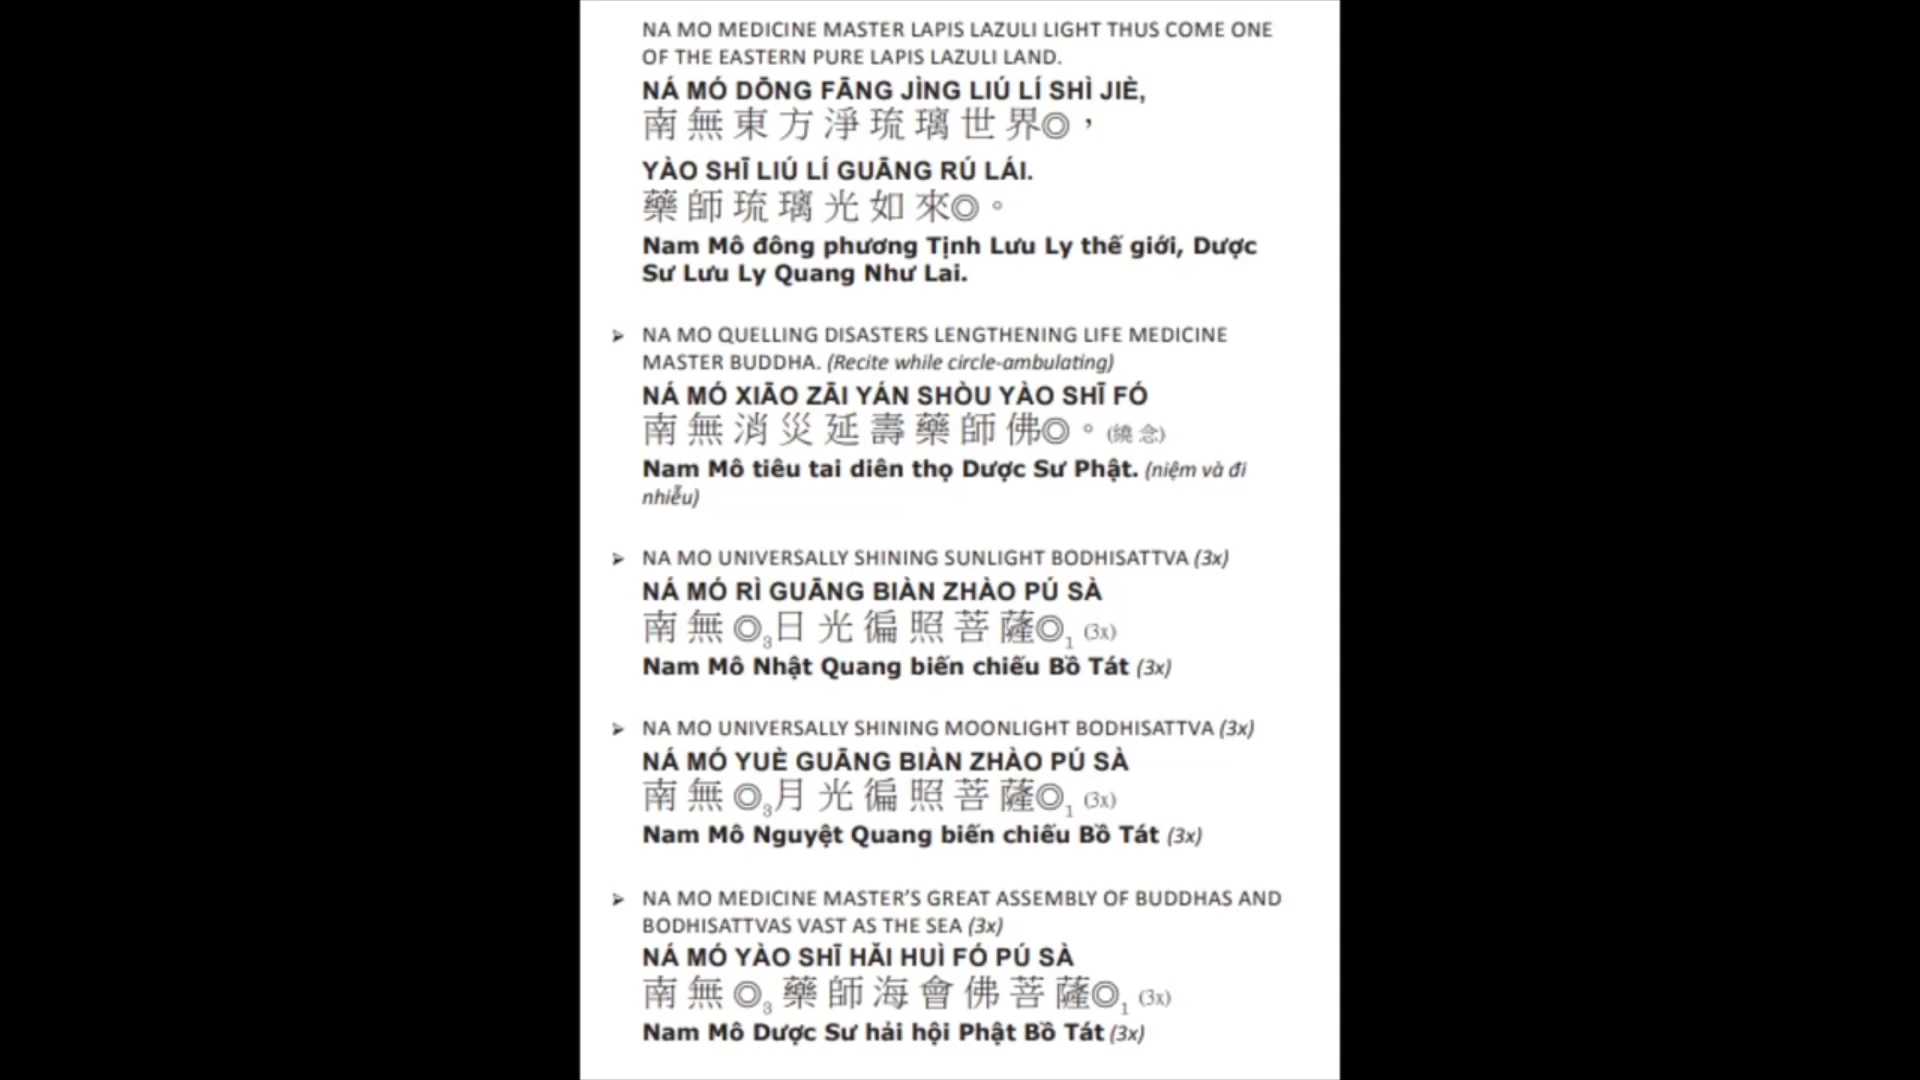 NA MO MEDICINE MASTER LAPIS LAZULI LIGHT THUS COME ONE
OF THE EASTERN PURE LAPIS LAZULI LAND.
NÁ MÓ DŌNG FĀNG JÌNG LIÚ LÍ SHÌ JIÈ,
南無東方淨琉璃世界◎，
YÀO SHĪ LIÚ LÍ GUĀNG RÚ LÁI.
藥師琉璃光如來◎。
Nam Mô đông phương Tịnh Lưu Ly thế giới, Dược
Sư Lưu Ly Quang Như Lai.
➢ NA MO QUELLING DISASTERS LENGTHENING LIFE MEDICINE
MASTER BUDDHA. (Recite while circle-ambulating)
NÁ MÓ XIĀO ZĀI YÁN SHÒU YÀO SHĪ FÓ
南無消災延壽藥師佛◎。(繞念)
Nam Mô tiêu tai diên thọ Dược Sư Phật. (niệm và đi
nhiễu)
➢ NA MO UNIVERSALLY SHINING SUNLIGHT BODHISATTVA (3x)
NÁ MÓ RÌ GUĀNG BIÀN ZHÀO PÚ SÀ
南無◎3日光徧照菩薩◎1 (3x)
Nam Mô Nhật Quang biến chiếu Bồ Tát (3x)
➢ NA MO UNIVERSALLY SHINING MOONLIGHT BODHISATTVA (3x)
NÁ MÓ YUÈ GUĀNG BIÀN ZHÀO PÚ SÀ
南無◎3月光徧照菩薩◎1 (3x)
Nam Mô Nguyệt Quang biến chiếu Bồ Tát (3x)
➢ NA MO MEDICINE MASTER’S GREAT ASSEMBLY OF BUDDHAS AND
BODHISATTVAS VAST AS THE SEA (3x)
NÁ MÓ YÀO SHĪ HǍI HUÌ FÓ PÚ SÀ
南無◎3藥師海會佛菩薩◎1 (3x)
Nam Mô Dược Sư hải hội Phật Bồ Tát (3x)